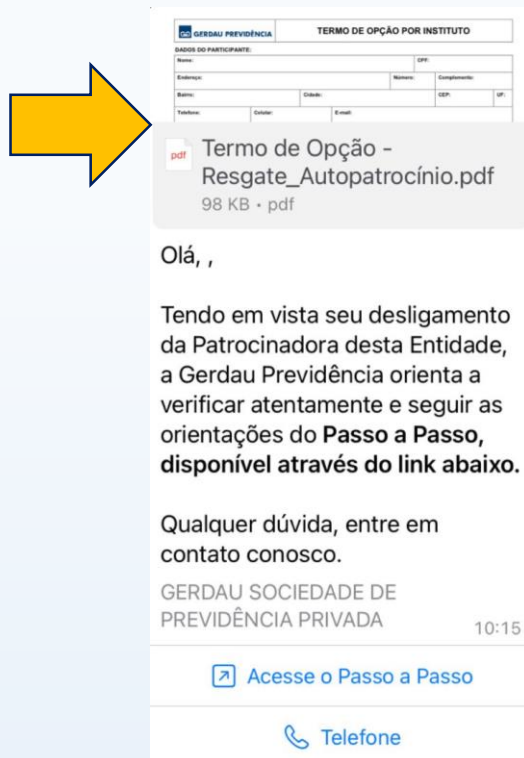 GERDAU PREVIDÊNCIA
TERMO DE OPÇÃO POR INSTITUTO
DADOS DO PARTICIPANTE:
Nome: CPF:
Endereço: Número: Complemento:
Bairro: Cidade: CEP: UF:
Telefone: Celular: E-mail:
pdf
Termo de Opção -
Resgate_Autopatrocínio.pdf
98 KB • pdf
Olá, ,
Tendo em vista seu desligamento
da Patrocinadora desta Entidade,
a Gerdau Previdência orienta a
verificar atentamente e seguir as
orientações do Passo a Passo,
disponível através do link abaixo.
Qualquer dúvida, entre em
contato conosco.
GERDAU SOCIEDADE DE
PREVIDÊNCIA PRIVADA
10:15
Acesse o Passo a Passo
Telefone